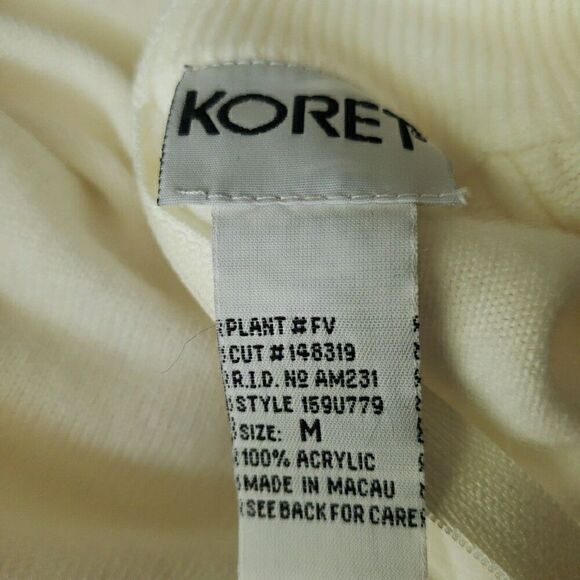 KORET
PLANT # FV
CUT # 148319
R.I.D. Nº AM231
STYLE 159U779
SIZE: M
100% ACRYLIC
MADE IN MACAU
SEE BACK FOR CARE